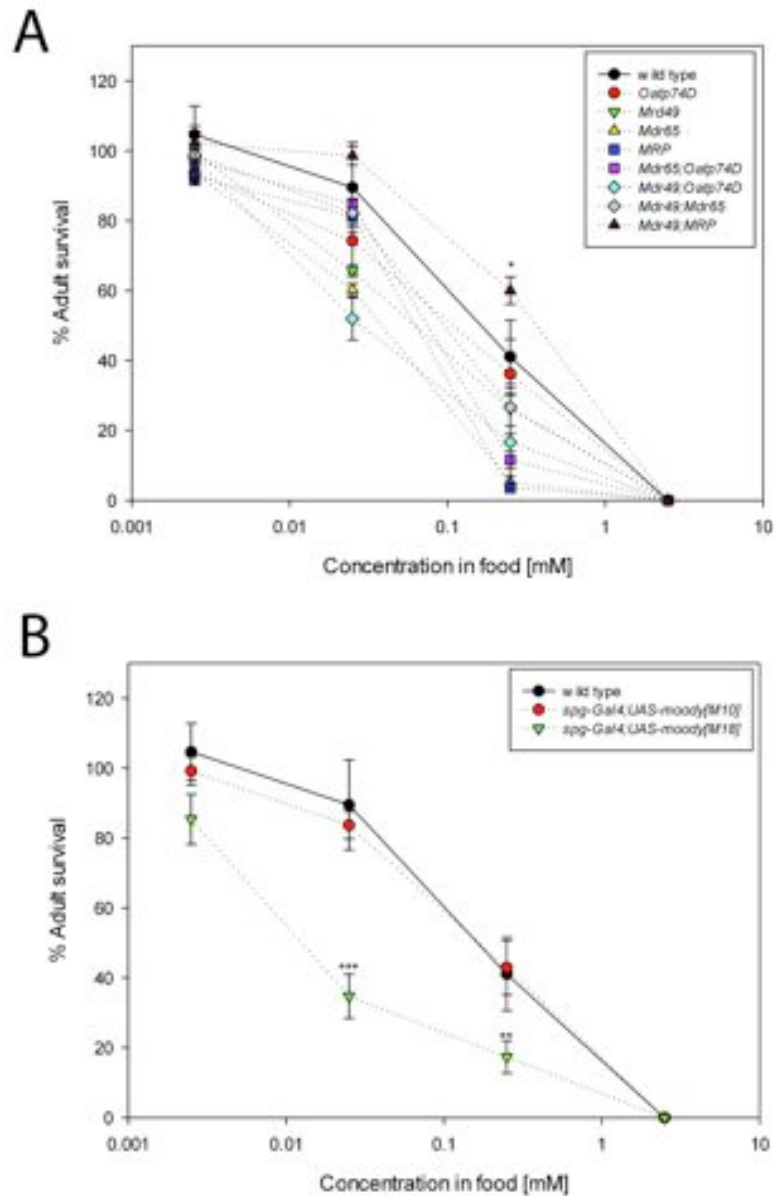 A
120
100
80
60
40
20
0
% Adult survival
wild type
Oatp74D
Mrd49
Mdr65
MRP
Mdr65;Oatp74D
Mdr49;Oatp74D
Mdr49;Mdr65
Mdr49;MRP
*
0.001 0.01 0.1 1 10
Concentration in food [mM]
B
120
100
80
60
40
20
0
% Adult survival
wild type
spg-Gal4;UAS-moody[M10]
spg-Gal4;UAS-moody[M18]
***
**
0.001 0.01 0.1 1 10
Concentration in food [mM]